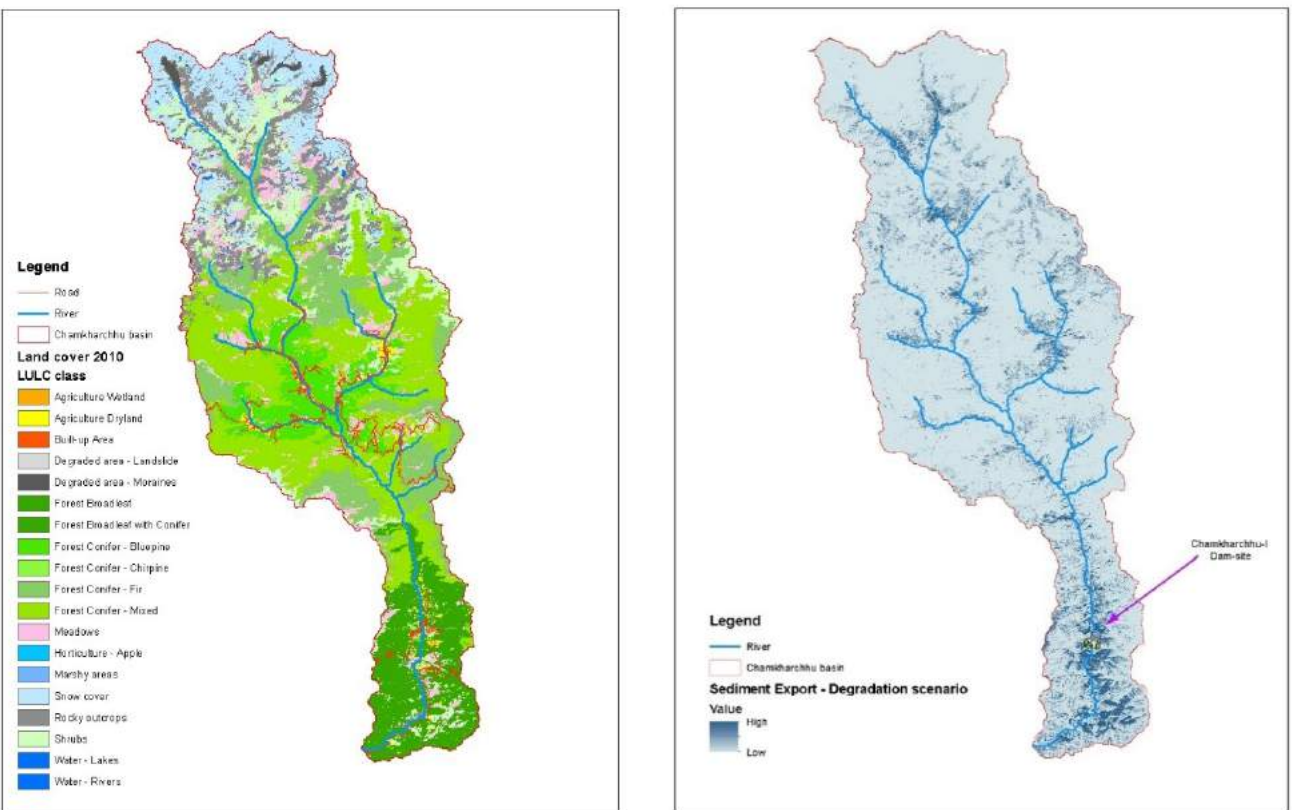 Legend
Road
River
Chamkharchhu basin
Land cover 2010
LULC class
Agriculture Wetland
Agriculture Dryland
Built-up Area
Degraded area - Landslide
Degraded area - Moraines
Forest Broadleaf
Forest Broadleaf with Conifer
Forest Conifer - Bluepine
Forest Conifer - Chirpine
Forest Conifer - Fir
Forest Conifer - Mixed
Meadows
Horticulture - Apple
Marshy areas
Snow cover
Rocky outcrops
Shrubs
Water - Lakes
Water - Rivers
Chamkharchhu-I
Dam-site
Legend
River
Chamkharchhu basin
Sediment Export - Degradation scenario
Value
High
Low